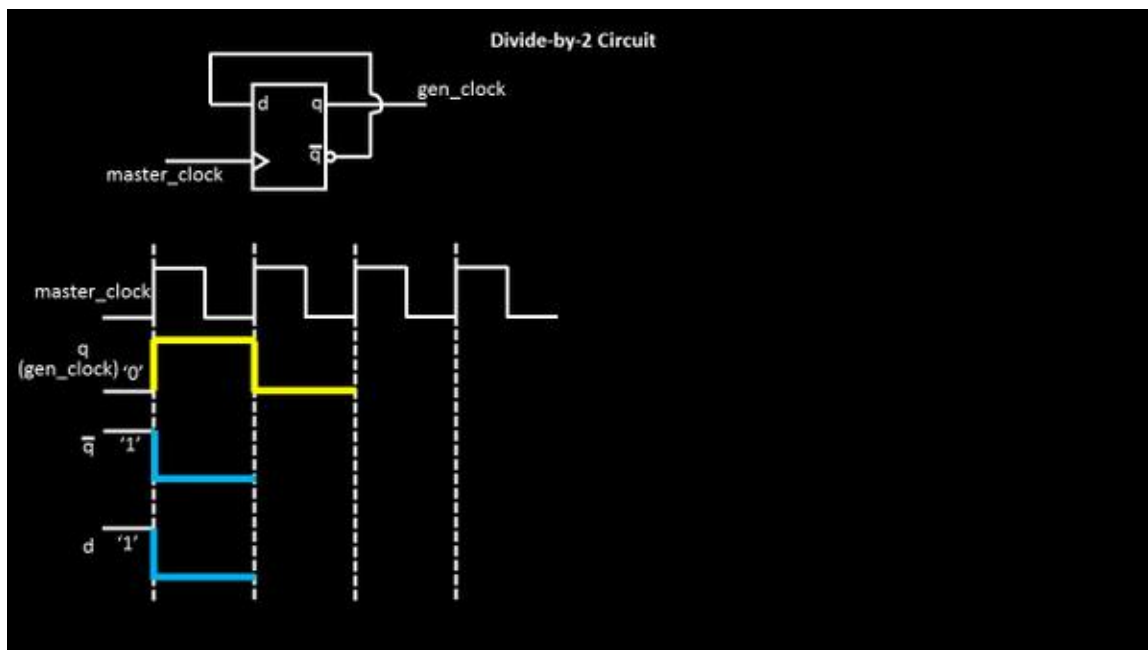 Divide-by-2 Circuit
gen_clock
d q
q̅
master_clock
master_clock
q
(gen_clock) '0'
q̅ '1'
d '1'